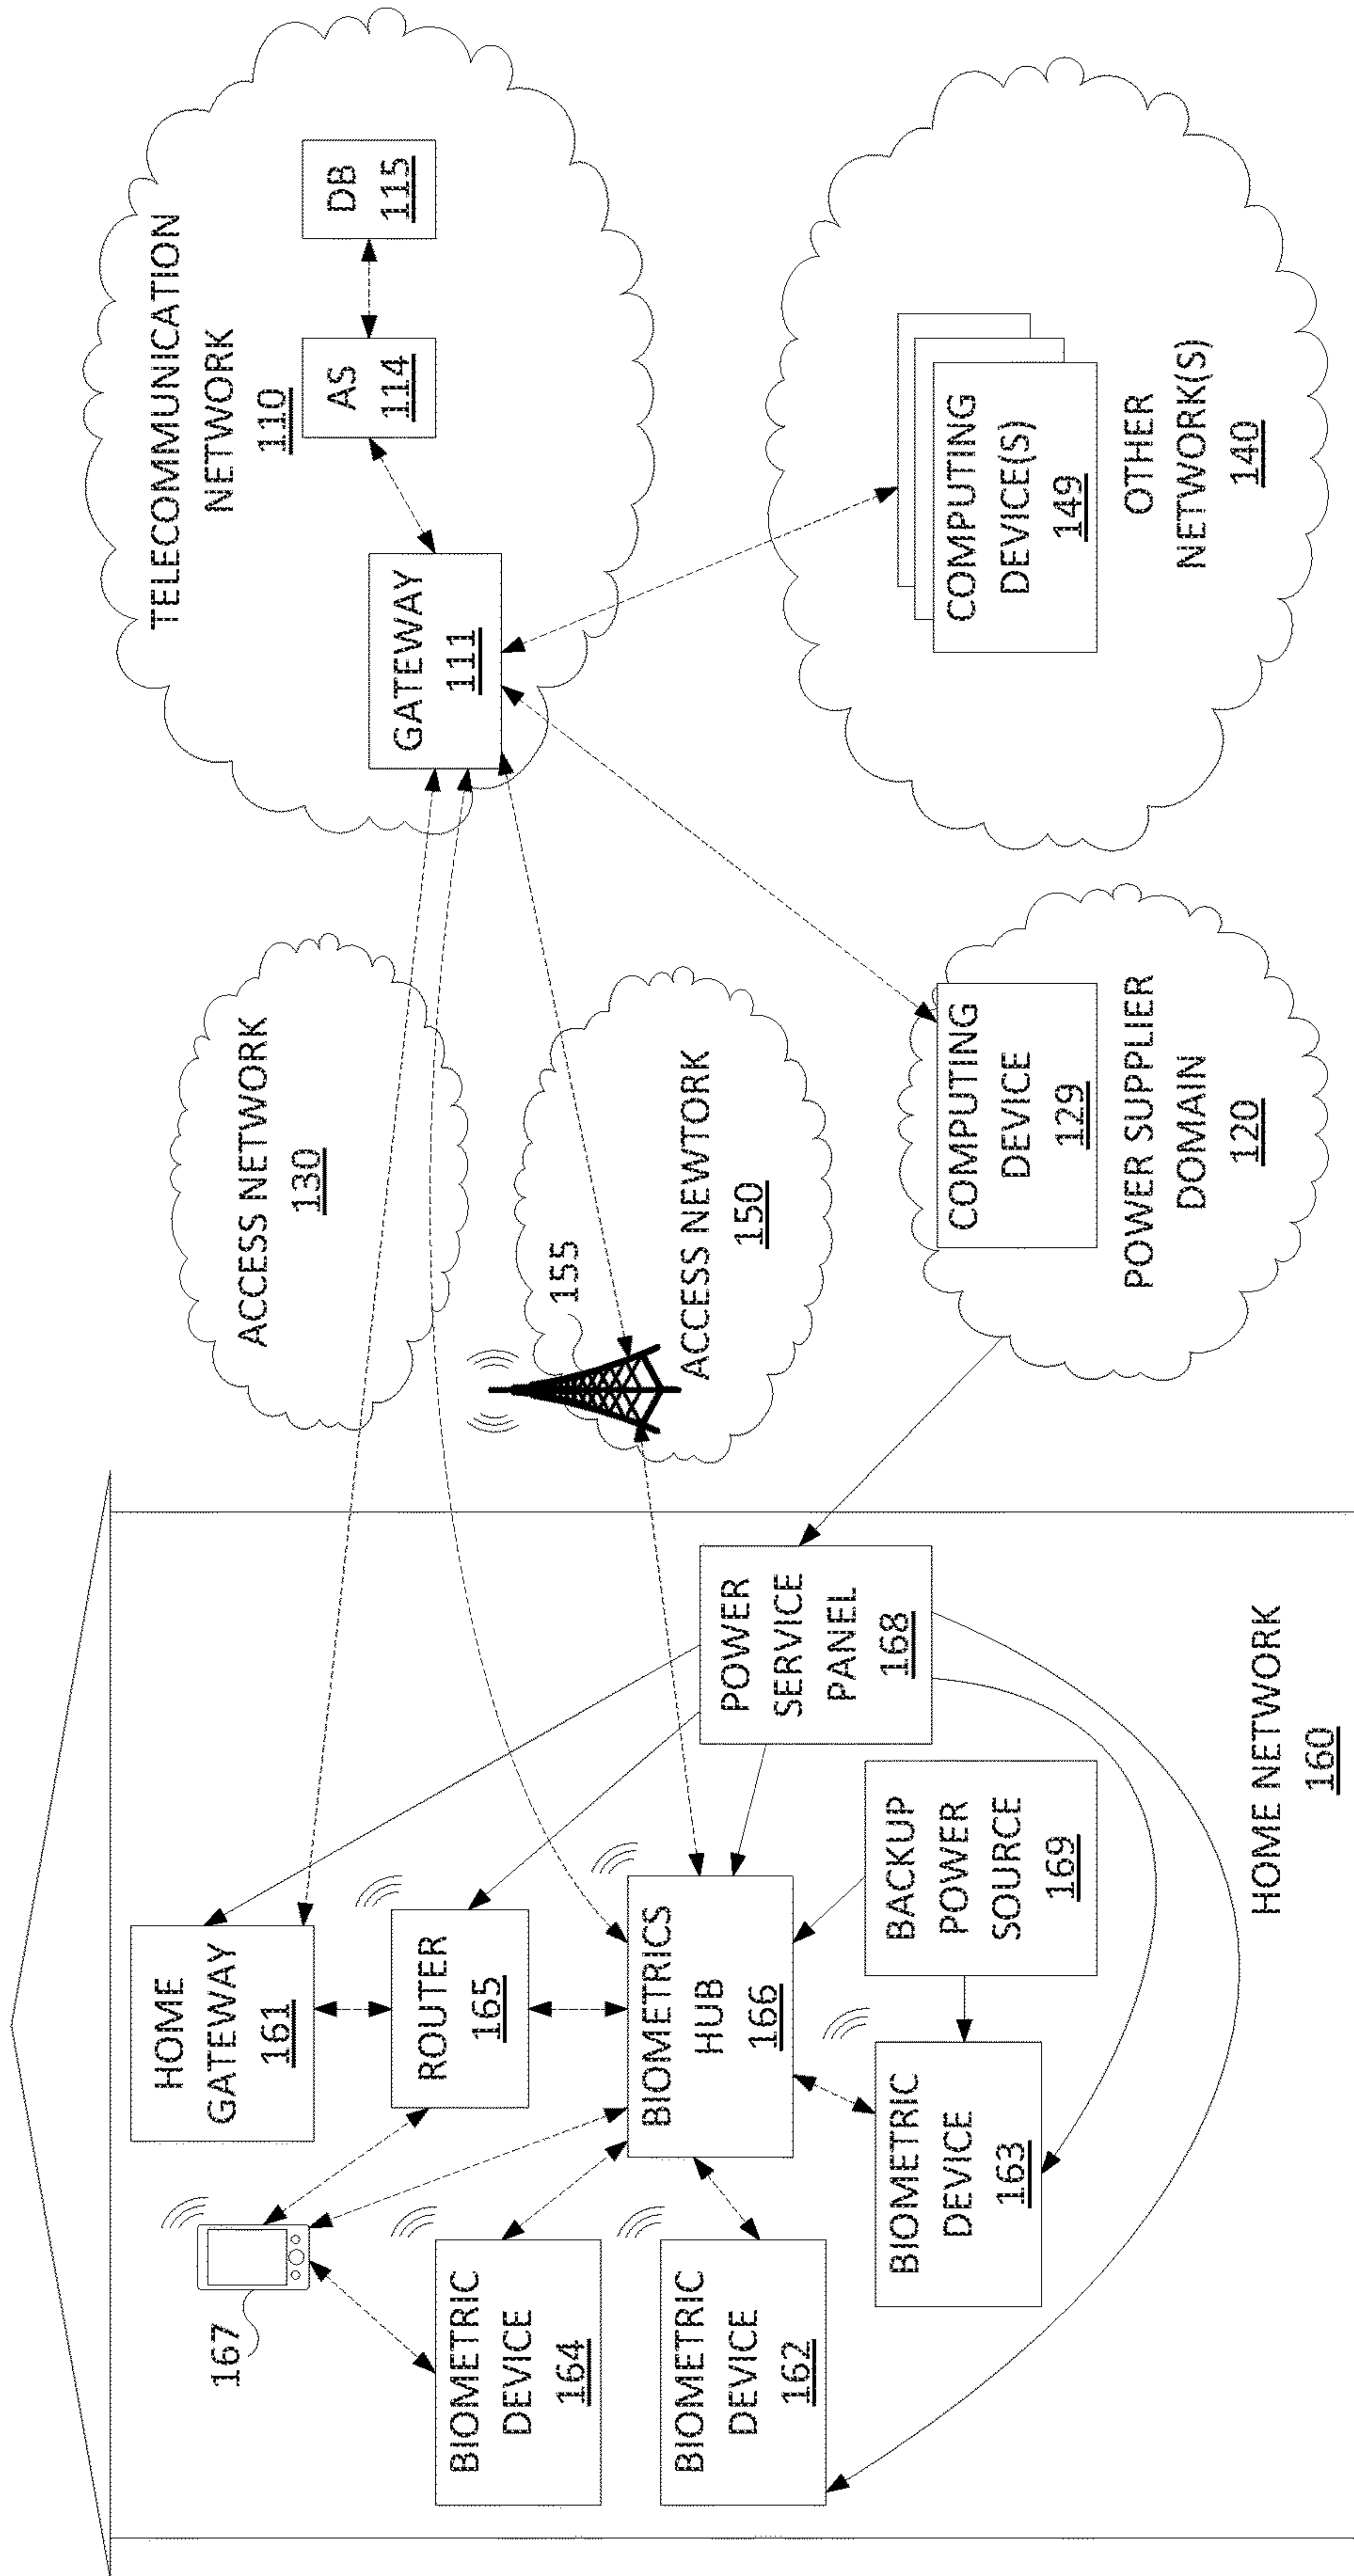 HOME
GATEWAY
161
ACCESS NETWORK
130
TELECOMMUNICATION
NETWORK
110
AS
114
DB
115
GATEWAY
111
167
ROUTER
165
155
ACCESS NEWTORK
150
BIOMETRIC
DEVICE
164
BIOMETRICS
HUB
166
POWER
SERVICE
PANEL
168
BIOMETRIC
DEVICE
162
BIOMETRIC
DEVICE
163
BACKUP
POWER
SOURCE
169
COMPUTING
DEVICE
129
POWER SUPPLIER
DOMAIN
120
COMPUTING
DEVICE(S)
149
OTHER
NETWORK(S)
140
HOME NETWORK
160